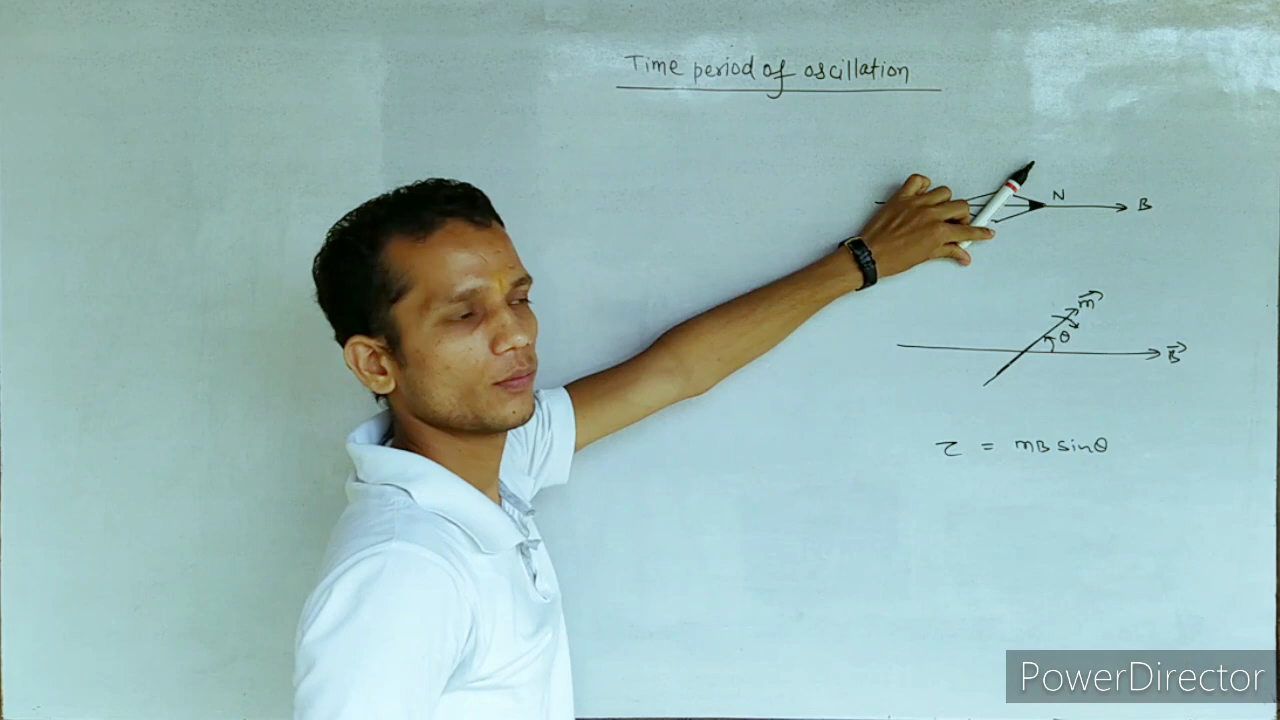 Time period of oscillation
N
B
m
θ
B
τ = mB sinθ
PowerDirector